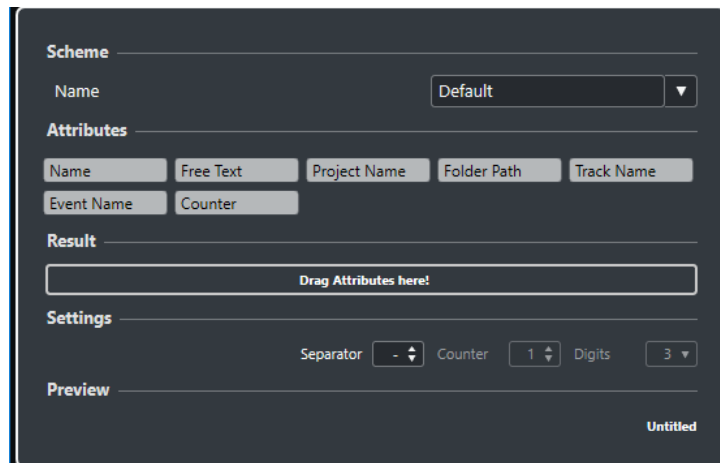 Scheme
Name Default
Attributes
Name Free Text Project Name Folder Path Track Name
Event Name Counter
Result
Drag Attributes here!
Settings
Separator - Counter 1 Digits 3
Preview
Untitled